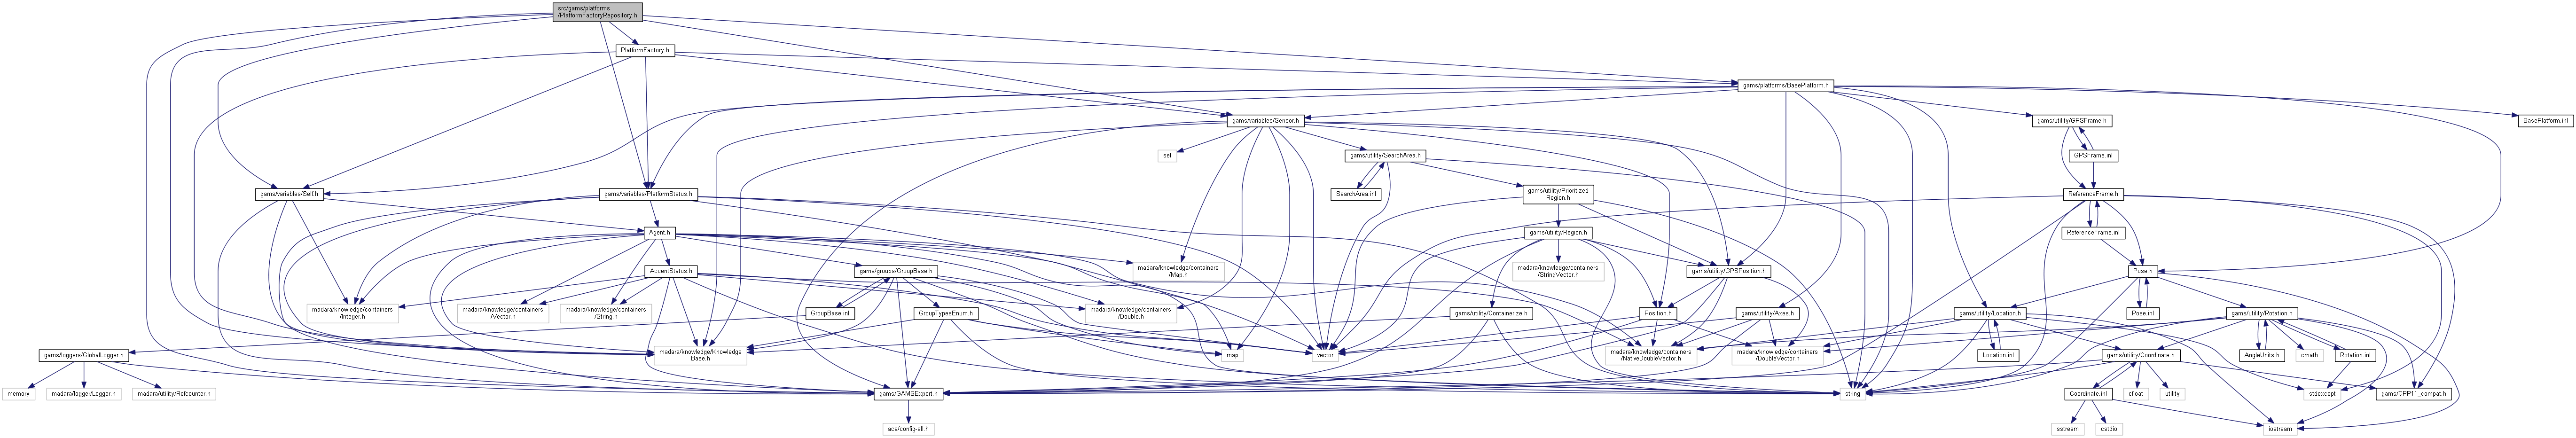 src/gams/platforms
/PlatformFactoryRepository.h
PlatformFactory.h
gams/platforms/BasePlatform.h
gams/variables/Sensor.h
gams/utility/GPSFrame.h
BasePlatform.inl
set
gams/utility/SearchArea.h
GPSFrame.inl
gams/variables/Self.h
gams/variables/PlatformStatus.h
SearchArea.inl
gams/utility/Prioritized
Region.h
ReferenceFrame.h
Agent.h
gams/utility/Region.h
ReferenceFrame.inl
AccentStatus.h
gams/groups/GroupBase.h
madara/knowledge/containers
/Map.h
madara/knowledge/containers
/StringVector.h
gams/utility/GPSPosition.h
Pose.h
madara/knowledge/containers
/Integer.h
madara/knowledge/containers
/Vector.h
madara/knowledge/containers
/String.h
GroupBase.inl
GroupTypesEnum.h
madara/knowledge/containers
/Double.h
gams/utility/Containerize.h
Position.h
gams/utility/Axes.h
gams/utility/Location.h
Pose.inl
gams/utility/Rotation.h
gams/loggers/GlobalLogger.h
madara/knowledge/Knowledge
Base.h
map
vector
madara/knowledge/containers
/NativeDoubleVector.h
madara/knowledge/containers
/DoubleVector.h
Location.inl
gams/utility/Coordinate.h
AngleUnits.h
cmath
Rotation.inl
memory
madara/logger/Logger.h
madara/utility/Refcounter.h
gams/GAMSExport.h
string
Coordinate.inl
cfloat
utility
stdexcept
gams/CPP11_compat.h
ace/config-all.h
sstream
cstdio
iostream